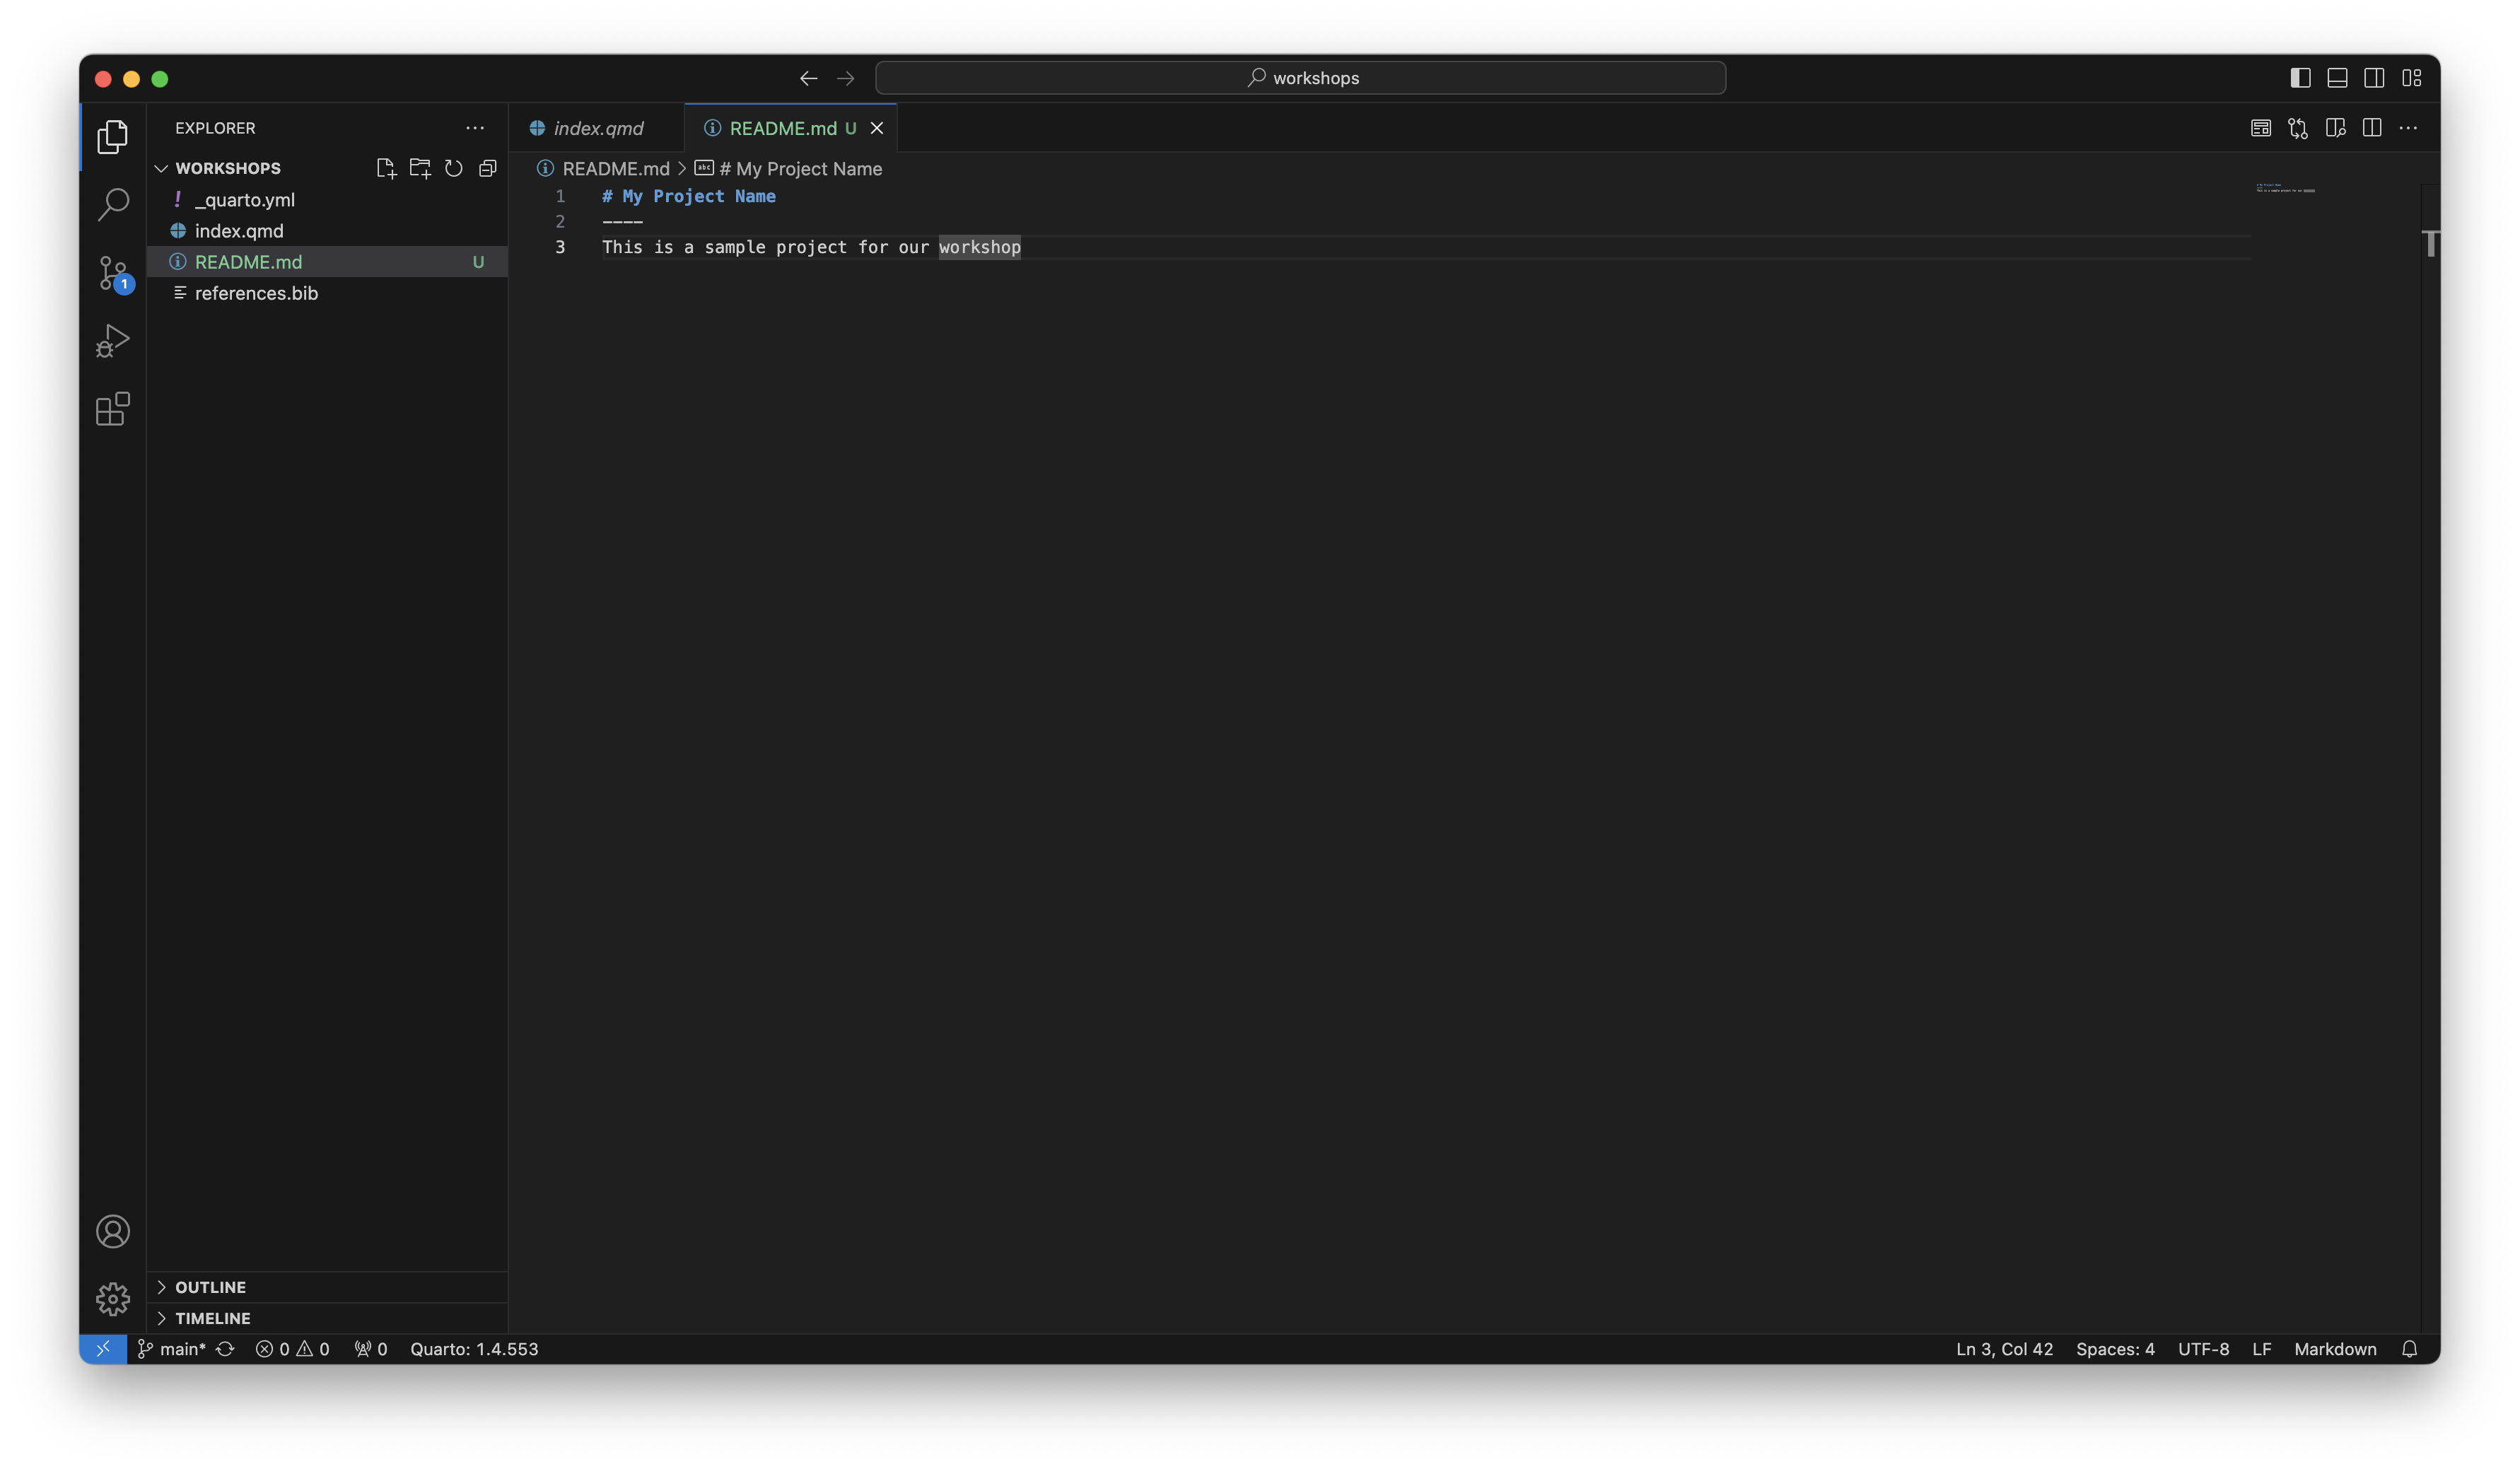 workshops
EXPLORER
index.qmd
README.md U
WORKSHOPS
_quarto.yml
index.qmd
README.md U
references.bib
1
README.md > abc # My Project Name
1 # My Project Name
2 ----
3 This is a sample project for our workshop
OUTLINE
TIMELINE
main* 0 0 0 Quarto: 1.4.553
Ln 3, Col 42 Spaces: 4 UTF-8 LF Markdown